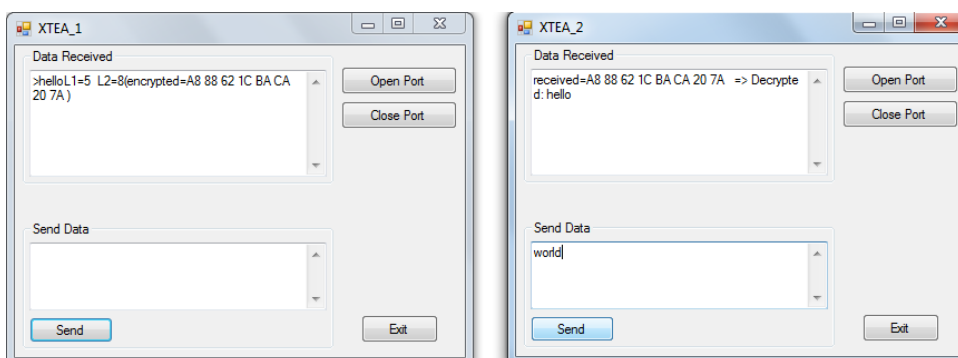 XTEA_1
Data Received
>helloL1=5 L2=8(encrypted=A8 88 62 1C BA CA
20 7A )
Open Port
Close Port
Send Data
Send
Exit
XTEA_2
Data Received
received=A8 88 62 1C BA CA 20 7A => Decrypte
d: hello
Open Port
Close Port
Send Data
world
Send
Exit